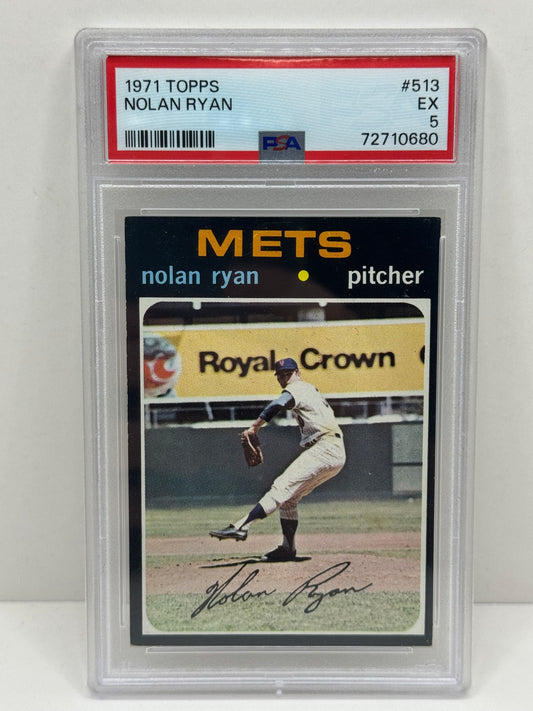 1971 TOPPS #513
NOLAN RYAN EX
5
PSA 72710680
METS
nolan ryan • pitcher
Royal Crown
Nolan Ryan